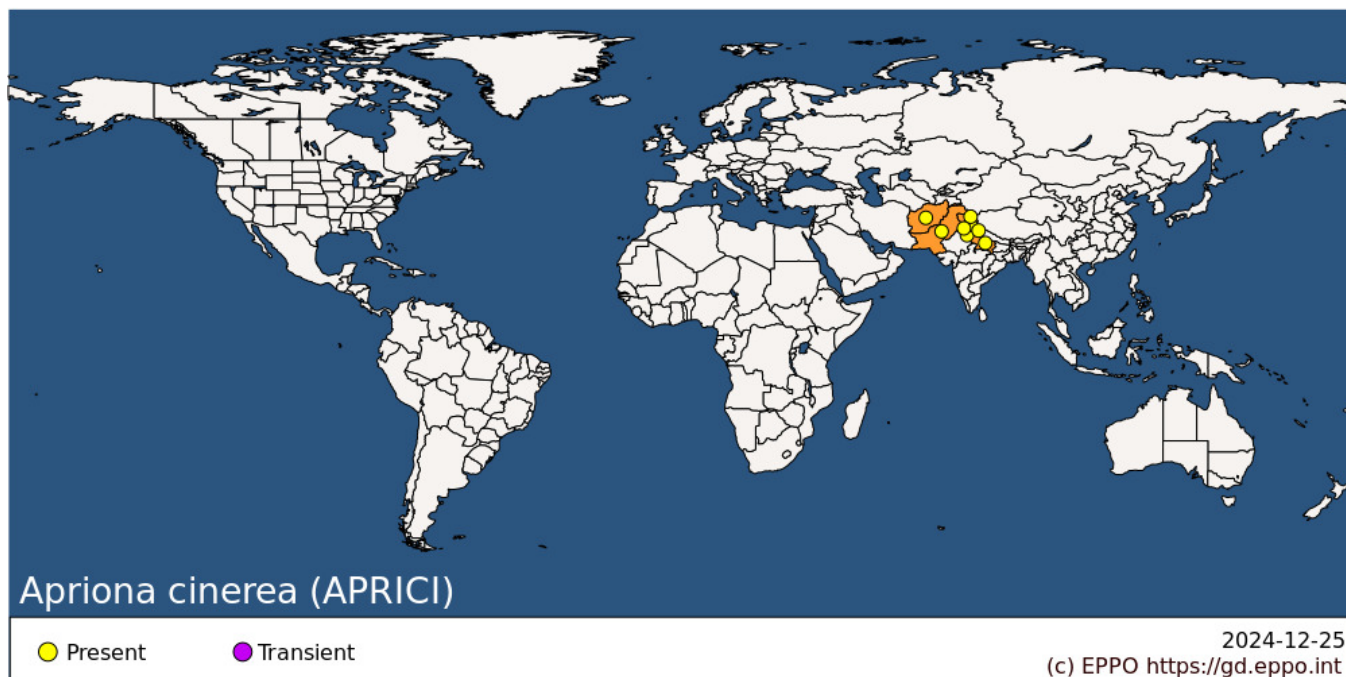 Apriona cinerea (APRICI)
Present
Transient
2024-12-25
(c) EPPO https://gd.eppo.int